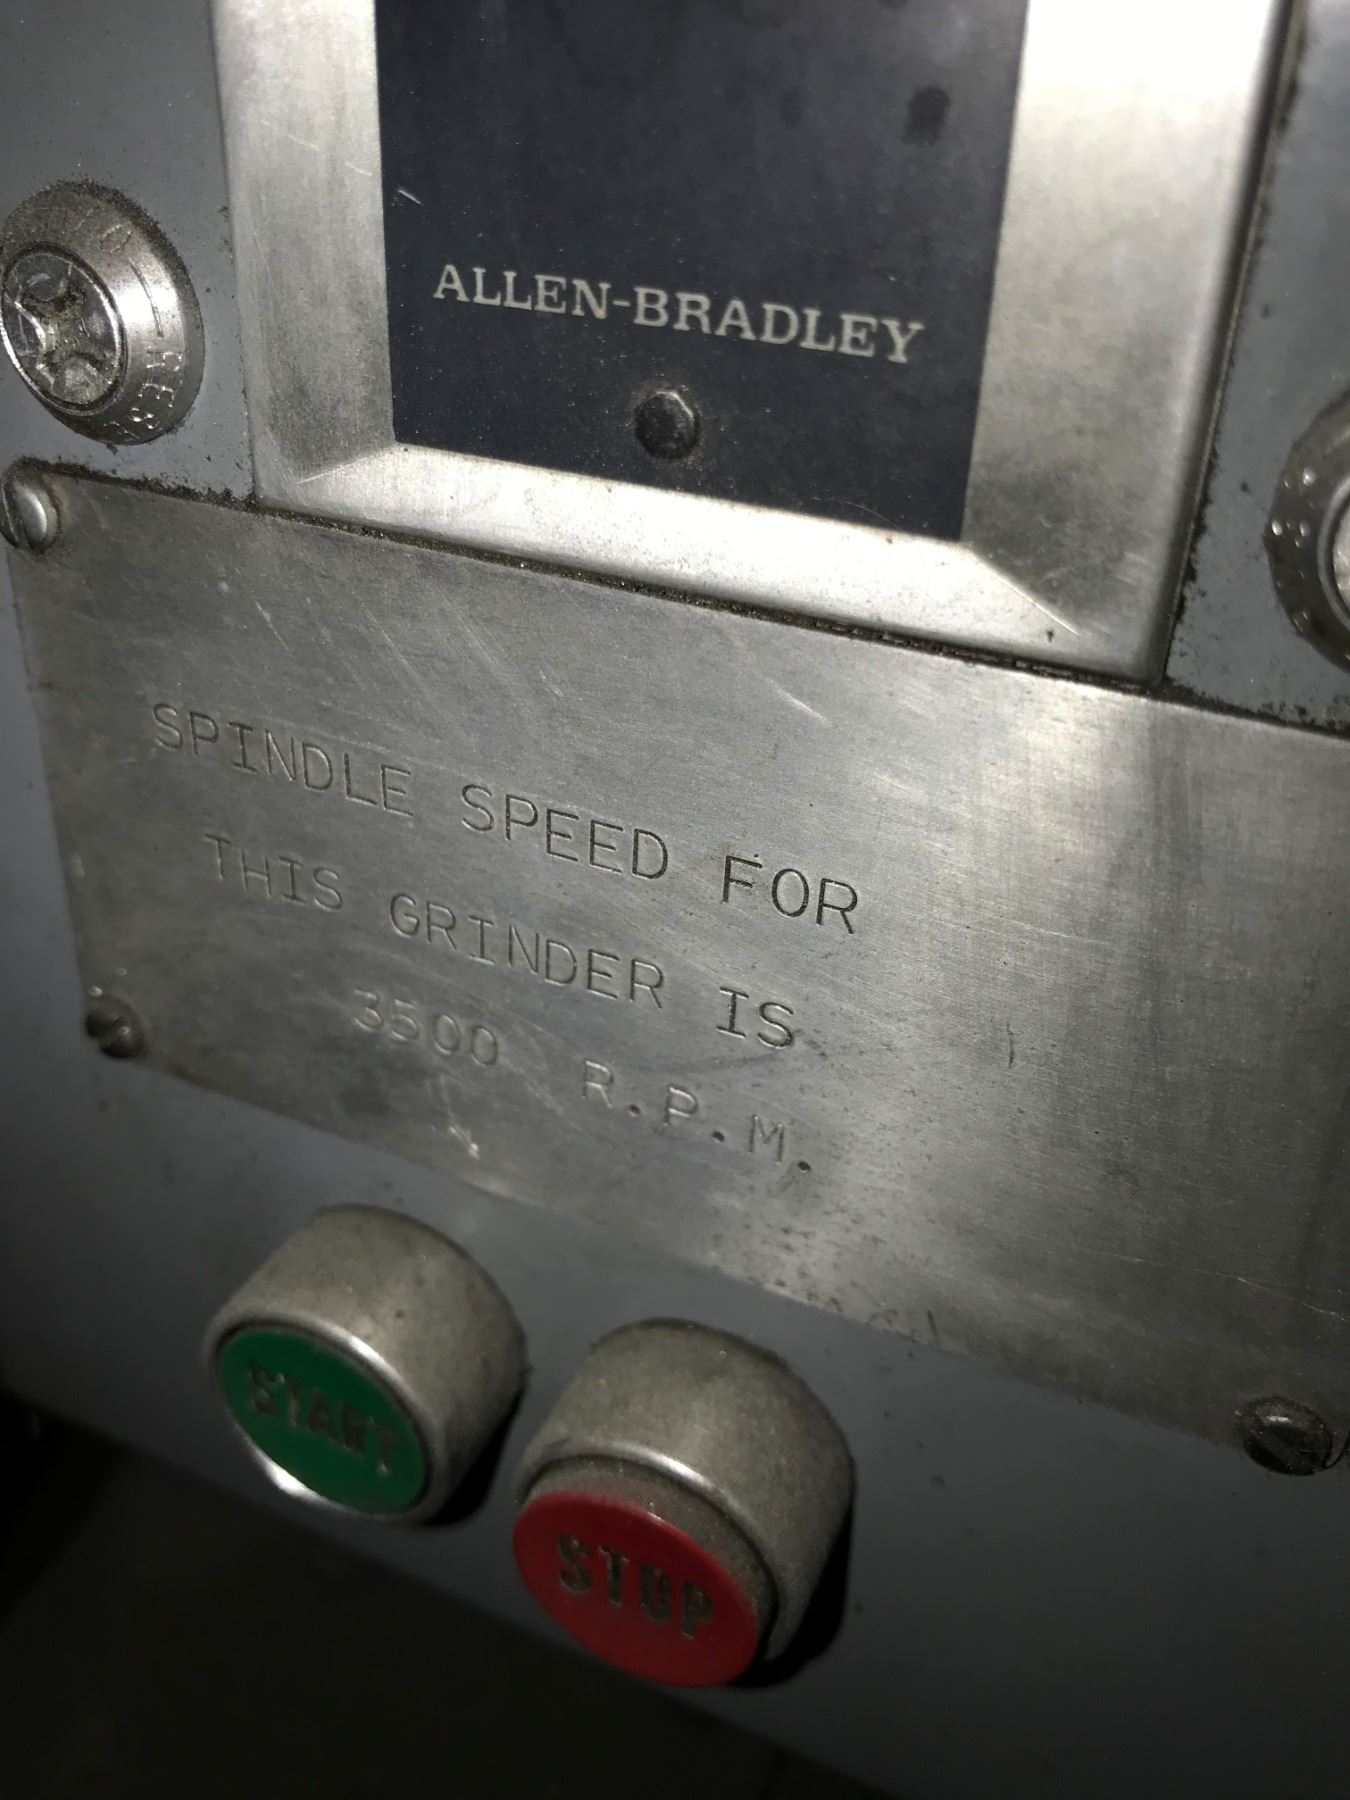 ALLEN-BRADLEY
SPINDLE SPEED FOR
THIS GRINDER IS
3500 R.P.M.
START
STOP